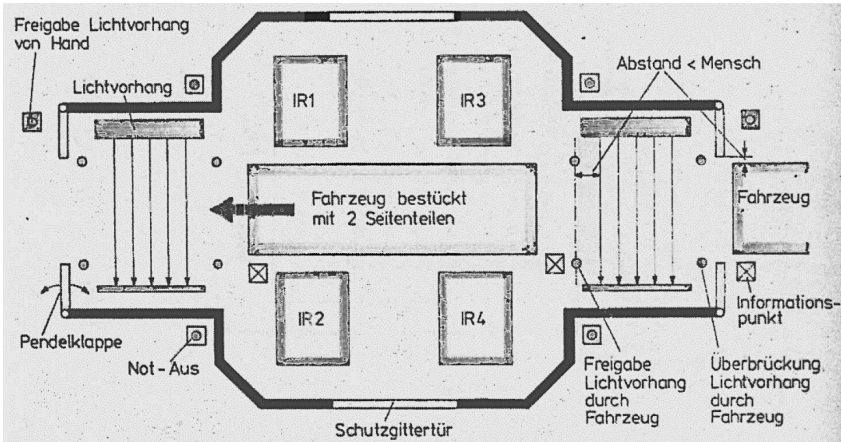 Freigabe Lichtvorhang
von Hand
Lichtvorhang
IR1
IR3
Abstand < Mensch
Fahrzeug bestückt
mit 2 Seitenteilen
Fahrzeug
IR2
IR4
Informations-
punkt
Pendelklappe
Not-Aus
Schutzgittertür
Freigabe
Lichtvorhang
durch
Fahrzeug
Überbrückung
Lichtvorhang
durch
Fahrzeug